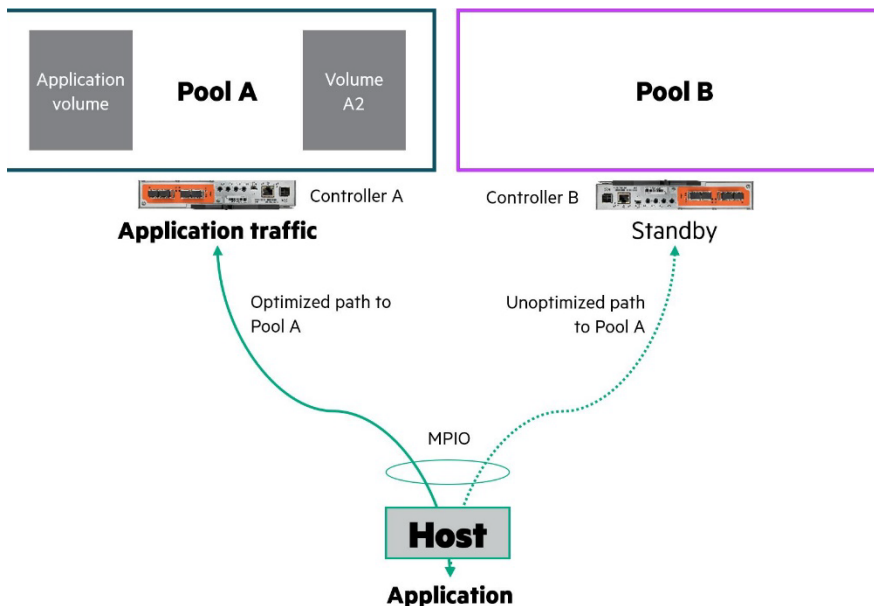 Application
volume
Pool A
Volume
A2
Pool B
Controller A
Controller B
Application traffic
Standby
Optimized path to
Pool A
Unoptimized path
to Pool A
MPIO
Host
Application